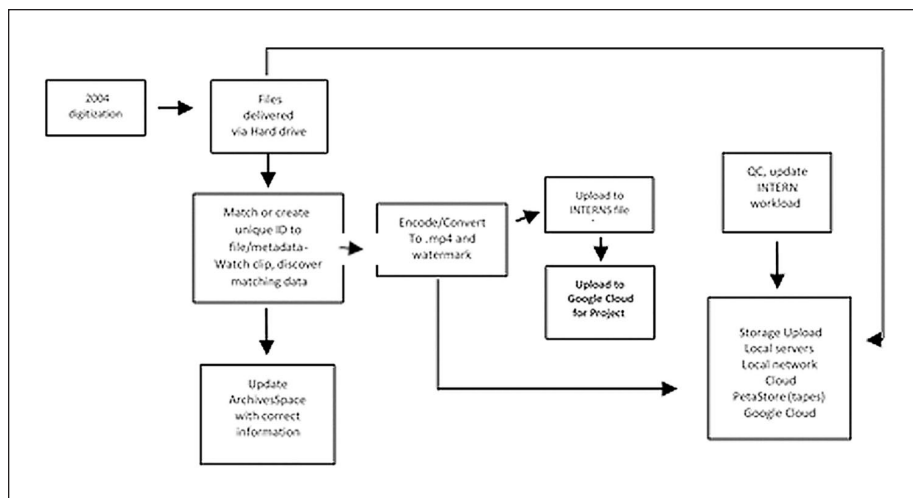 2004
digitization
Files
delivered
via Hard drive
Match or create
unique ID to
file/metadata-
Watch clip, discover
matching data
Encode/Convert
To .mp4 and
watermark
Upload to
INTERNS file
Upload to
Google Cloud
for Project
QC, update
INTERN
workload
Storage Upload
Local servers
Local network
Cloud
PetaStore (tapes)
Google Cloud
Update
ArchivesSpace
with correct
information